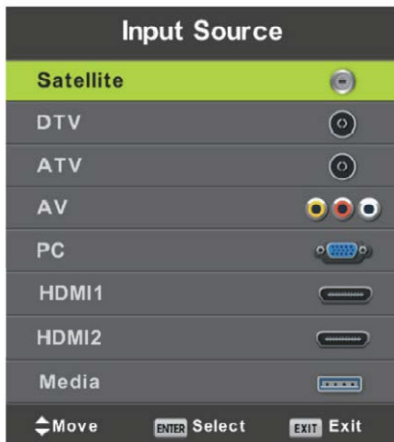 Input Source
Satellite
DTV
ATV
AV
PC
HDMI1
HDMI2
Media
Move ENTER Select EXIT Exit